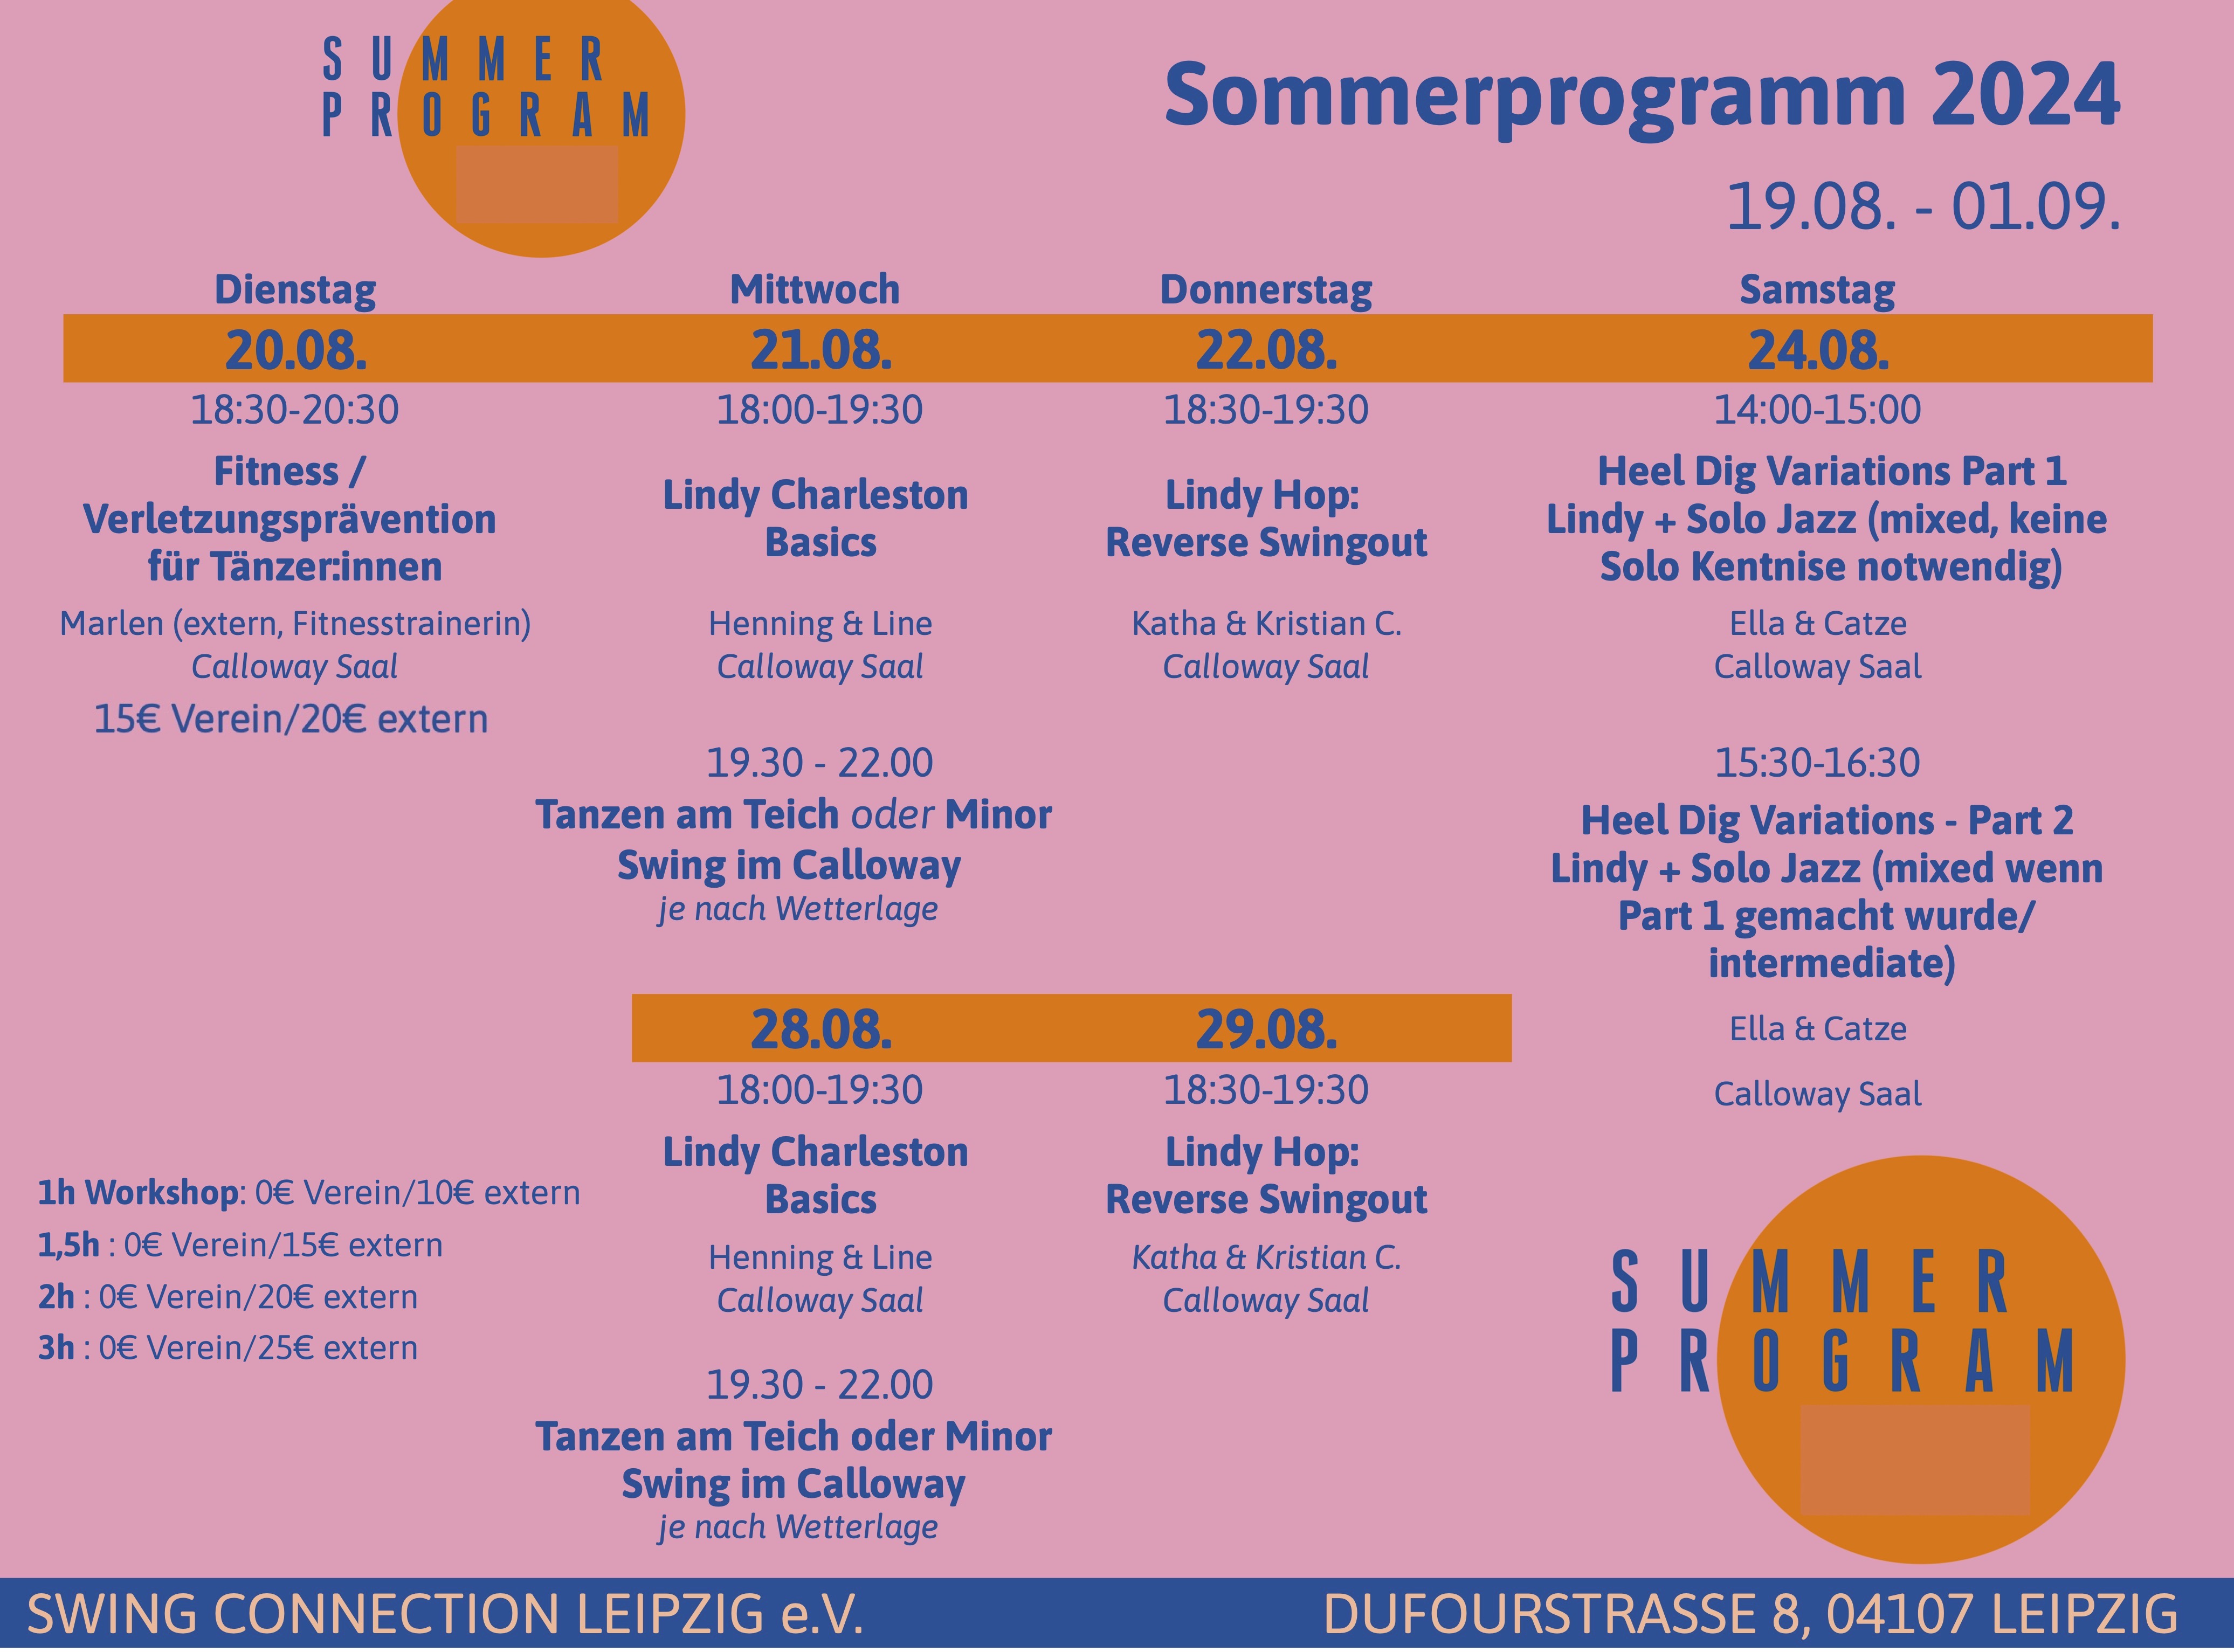 SUMMER
PROGRAM
Sommerprogramm 2024
19.08. - 01.09.
Dienstag
20.08.
18:30-20:30
Fitness /
Verletzungsprävention
für Tänzer:innen
Marlen (extern, Fitnesstrainerin)
Calloway Saal
15€ Verein/20€ extern
Mittwoch
21.08.
18:00-19:30
Lindy Charleston
Basics
Henning & Line
Calloway Saal
19.30 - 22.00
Tanzen am Teich oder Minor
Swing im Calloway
je nach Wetterlage
Donnerstag
22.08.
18:30-19:30
Lindy Hop:
Reverse Swingout
Katha & Kristian C.
Calloway Saal
Samstag
24.08.
14:00-15:00
Heel Dig Variations Part 1
Lindy + Solo Jazz (mixed, keine
Solo Kentnise notwendig)
Ella & Catze
Calloway Saal
15:30-16:30
Heel Dig Variations - Part 2
Lindy + Solo Jazz (mixed wenn
Part 1 gemacht wurde/
intermediate)
Ella & Catze
Calloway Saal
28.08.
18:00-19:30
Lindy Charleston
Basics
Henning & Line
Calloway Saal
19.30 - 22.00
Tanzen am Teich oder Minor
Swing im Calloway
je nach Wetterlage
29.08.
18:30-19:30
Lindy Hop:
Reverse Swingout
Katha & Kristian C.
Calloway Saal
1h Workshop: 0€ Verein/10€ extern
1,5h : 0€ Verein/15€ extern
2h : 0€ Verein/20€ extern
3h : 0€ Verein/25€ extern
SUMMER
PROGRAM
SWING CONNECTION LEIPZIG e.V.
DUFOURSTRASSE 8, 04107 LEIPZIG